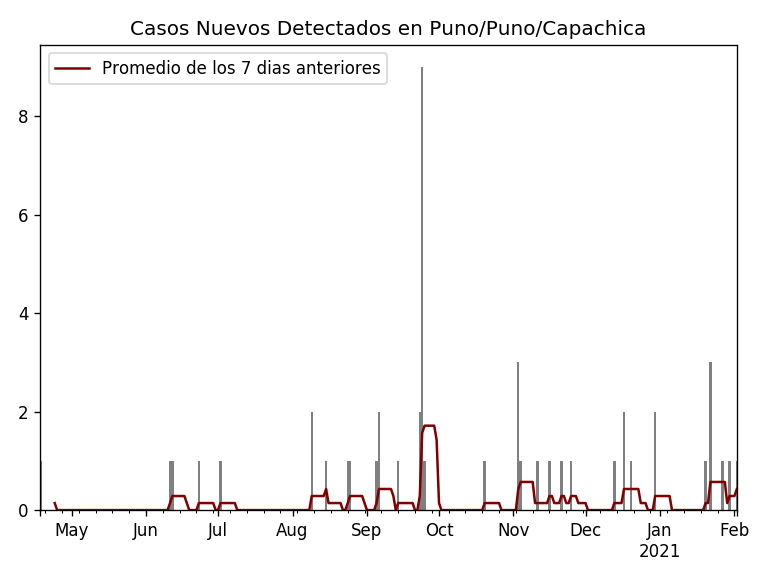 Casos Nuevos Detectados en Puno/Puno/Capachica
Promedio de los 7 dias anteriores
8
6
4
2
0
May Jun Jul Aug Sep Oct Nov Dec Jan Feb
2021